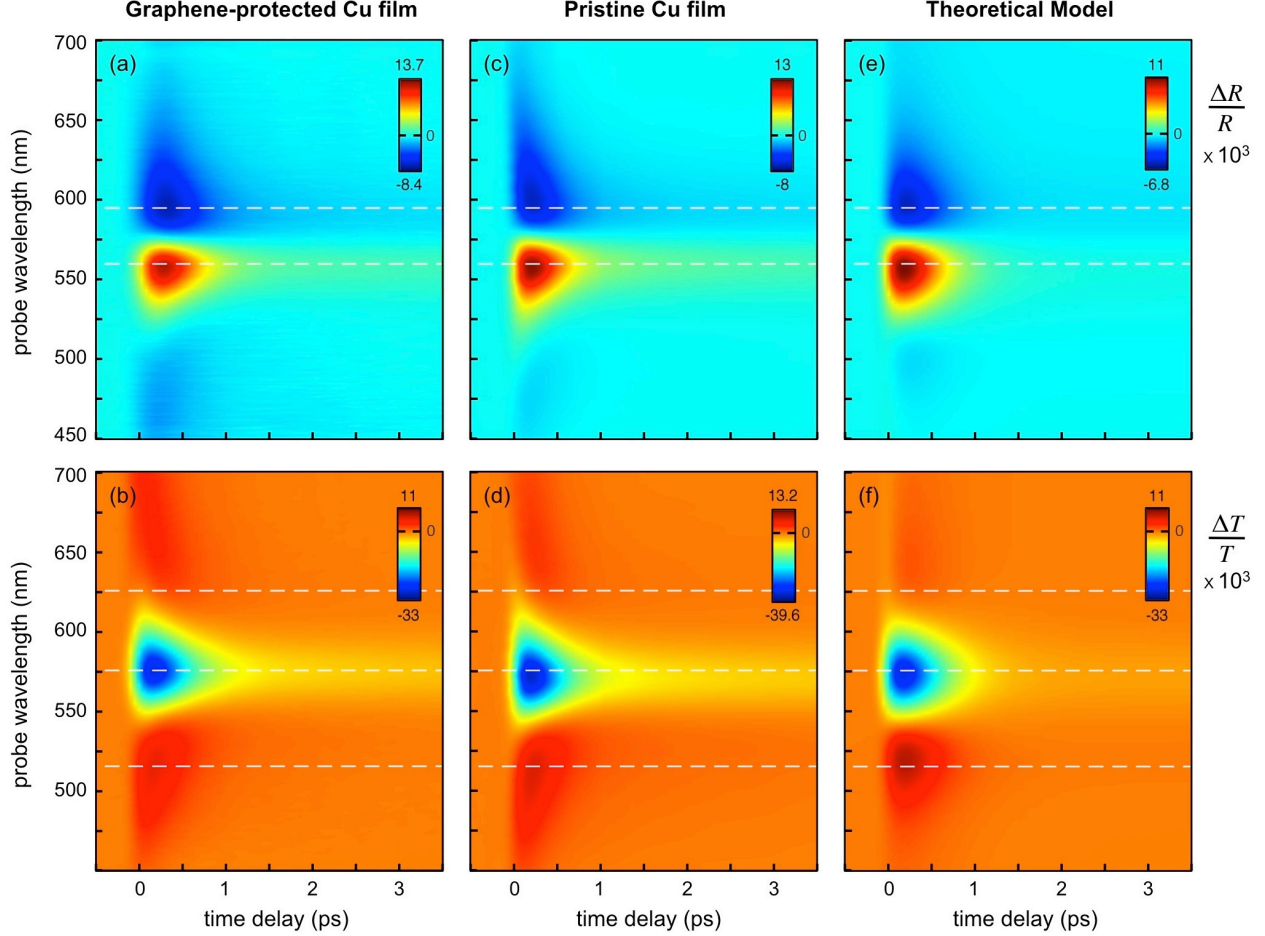 Graphene-protected Cu film
Pristine Cu film
Theoretical Model
700
650
600
550
500
450
probe wavelength (nm)
(a)
13.7
0
-8.4
(c)
13
0
-8
(e)
11
0
-6.8
ΔR
R
x 10³
700
650
600
550
500
probe wavelength (nm)
(b)
11
0
-33
(d)
13.2
0
-39.6
(f)
11
0
-33
ΔT
T
x 10³
0 1 2 3
0 1 2 3
0 1 2 3
time delay (ps)
time delay (ps)
time delay (ps)